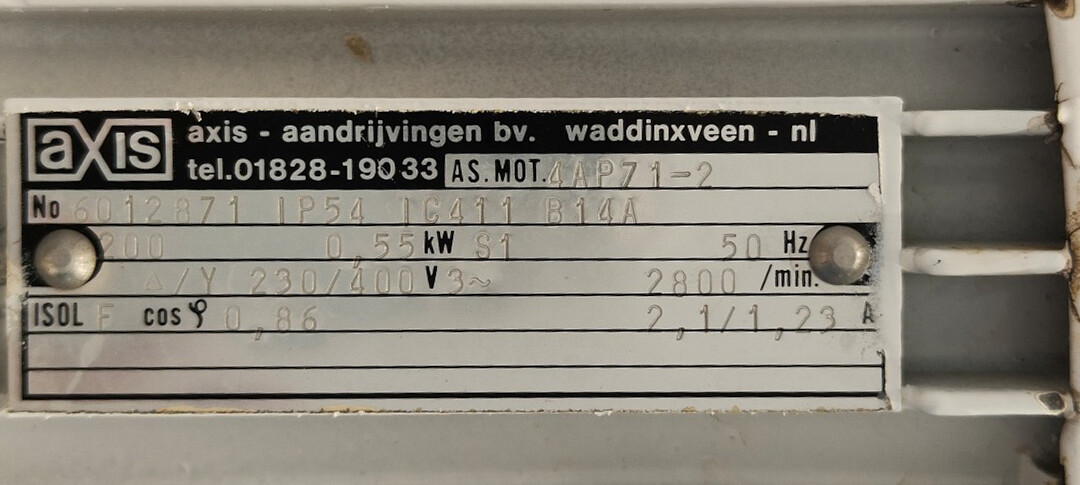 axis axis - aandrijvingen bv. waddinxveen - nl
tel.01828-19033 AS.MOT. 4AP71-2
No 6012871 IP54 IC411 B14A
200 0,55 kW S1 50 Hz
△/Y 230/400 V 3~ 2800 /min.
ISOL F cos φ 0,86 2,1/1,23 A